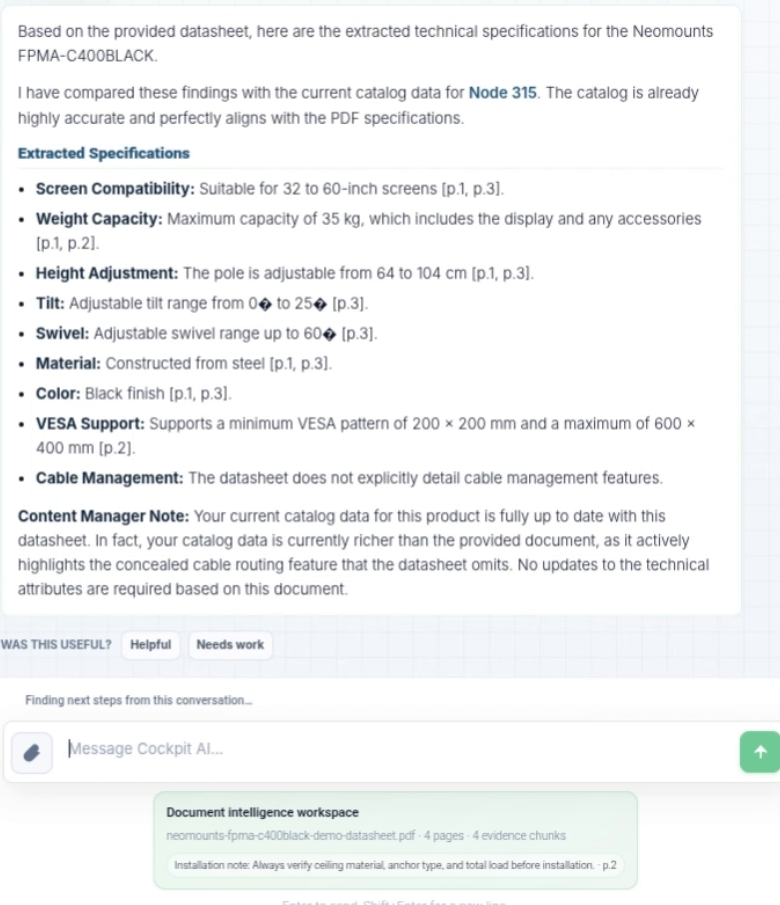 Based on the provided datasheet, here are the extracted technical specifications for the Neomounts
FPMA-C400BLACK.
I have compared these findings with the current catalog data for Node 315. The catalog is already
highly accurate and perfectly aligns with the PDF specifications.
Extracted Specifications
• Screen Compatibility: Suitable for 32 to 60-inch screens [p.1, p.3].
• Weight Capacity: Maximum capacity of 35 kg, which includes the display and any accessories
[p.1, p.2].
• Height Adjustment: The pole is adjustable from 64 to 104 cm [p.1, p.3].
• Tilt: Adjustable tilt range from 0� to 25� [p.3].
• Swivel: Adjustable swivel range up to 60� [p.3].
• Material: Constructed from steel [p.1, p.3].
• Color: Black finish [p.1, p.3].
• VESA Support: Supports a minimum VESA pattern of 200 × 200 mm and a maximum of 600 ×
400 mm [p.2].
• Cable Management: The datasheet does not explicitly detail cable management features.
Content Manager Note: Your current catalog data for this product is fully up to date with this
datasheet. In fact, your catalog data is currently richer than the provided document, as it actively
highlights the concealed cable routing feature that the datasheet omits. No updates to the technical
attributes are required based on this document.
WAS THIS USEFUL? Helpful Needs work
Finding next steps from this conversation...
Message Cockpit AI...
Document intelligence workspace
neomounts-fpma-c400black-demo-datasheet.pdf · 4 pages · 4 evidence chunks
Installation note: Always verify ceiling material, anchor type, and total load before installation. · p.2